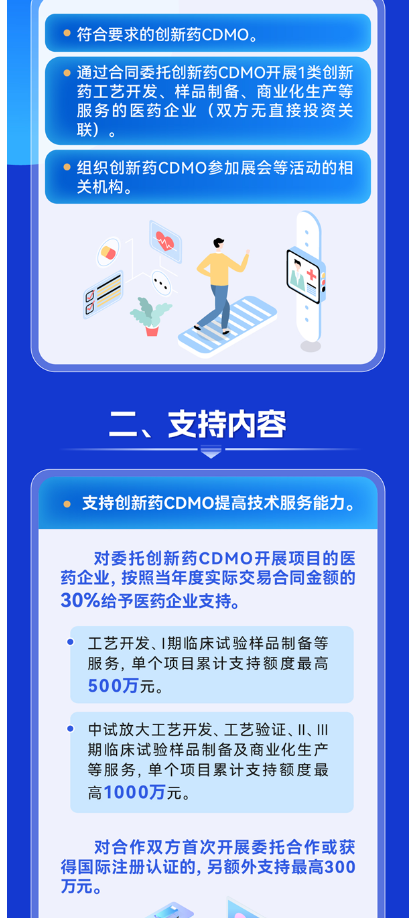 符合要求的创新药CDMO。
通过合同委托创新药CDMO开展1类创新
药工艺开发、样品制备、商业化生产等
服务的医药企业（双方无直接投资关
联）。
组织创新药CDMO参加展会等活动的相
关机构。
二、支持内容
支持创新药CDMO提高技术服务能力。
对委托创新药CDMO开展项目的医
药企业, 按照当年度实际交易合同金额的
30%给予医药企业支持。
工艺开发、I期临床试验样品制备等
服务, 单个项目累计支持额度最高
500万元。
中试放大工艺开发、工艺验证、II、III
期临床试验样品制备及商业化生产
等服务, 单个项目累计支持额度最
高1000万元。
对合作双方首次开展委托合作或获
得国际注册认证的, 另额外支持最高300
万元。